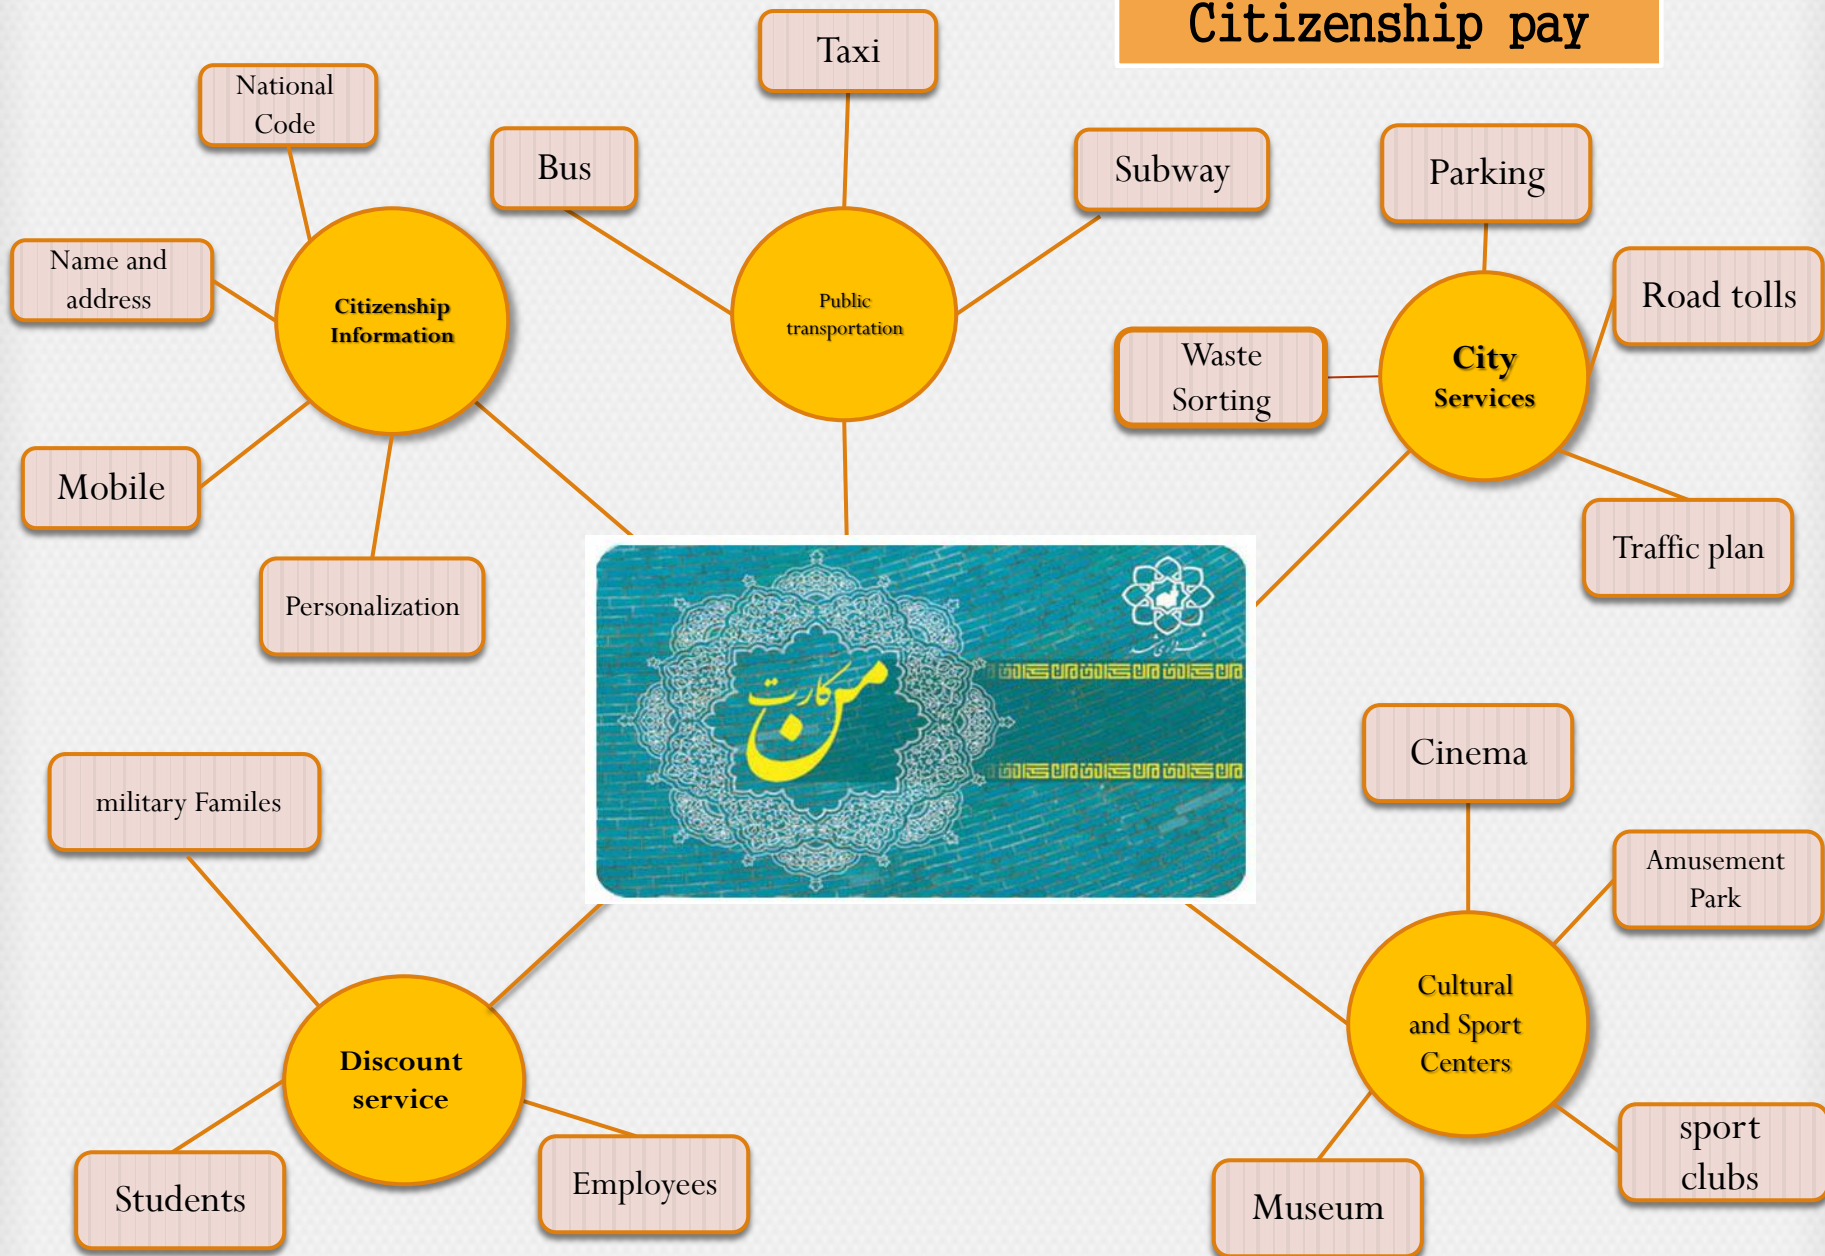 Citizenship pay
National
Code
Name and
address
Citizenship
Information
Mobile
Personalization
Taxi
Bus
Subway
Public
transportation
Parking
Road tolls
Waste
Sorting
City
Services
Traffic plan
من کارت
شهرداری مشهد
military Familes
Discount
service
Students
Employees
Cinema
Amusement
Park
Cultural
and Sport
Centers
sport
clubs
Museum